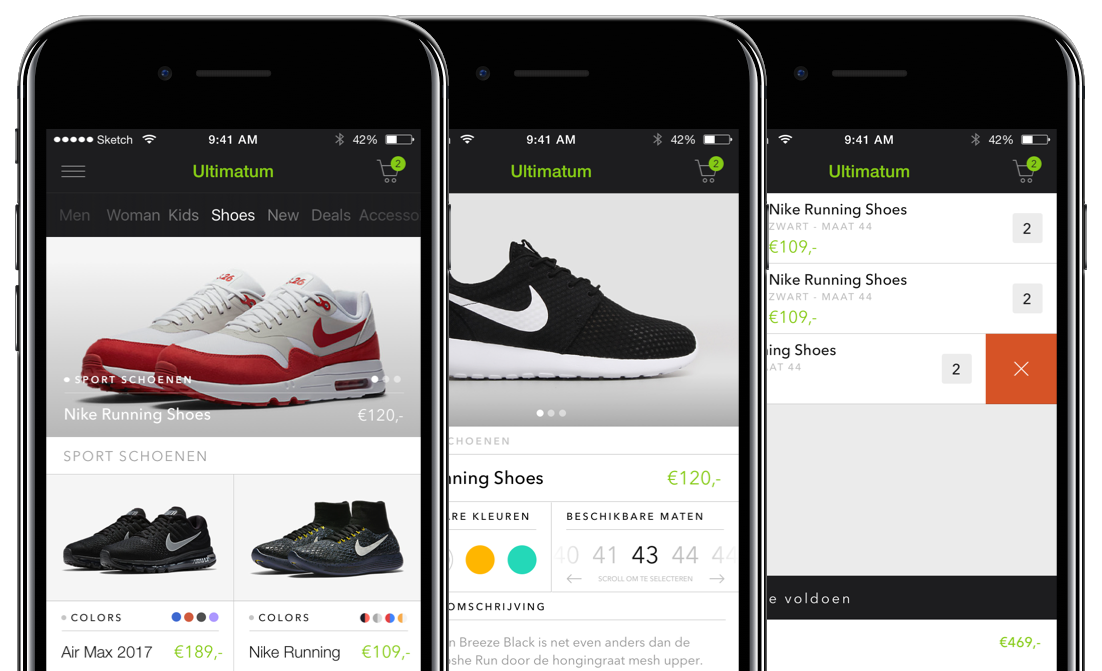 Sketch 9:41 AM 42%
Ultimatum 2
Men Woman Kids Shoes New Deals Accesso
SPORT SCHOENEN
Nike Running Shoes €120,-
SPORT SCHOENEN
COLORS
Air Max 2017 €189,-
COLORS
Nike Running €109,-
9:41 AM 42%
Ultimatum 2
CHOENEN
ning Shoes €120,-
RE KLEUREN
BESCHIKBARE MATEN
40 41 43 44 44
SCROLL OM TE SELECTEREN
OMSCHRIJVING
n Breeze Black is net even anders dan de
she Run door de hongingraat mesh upper.
9:41 AM 42%
Ultimatum 2
Nike Running Shoes
ZWART - MAAT 44
€109,-
2
Nike Running Shoes
ZWART - MAAT 44
€109,-
2
ing Shoes
AT 44
2
e voldoen
€469,-